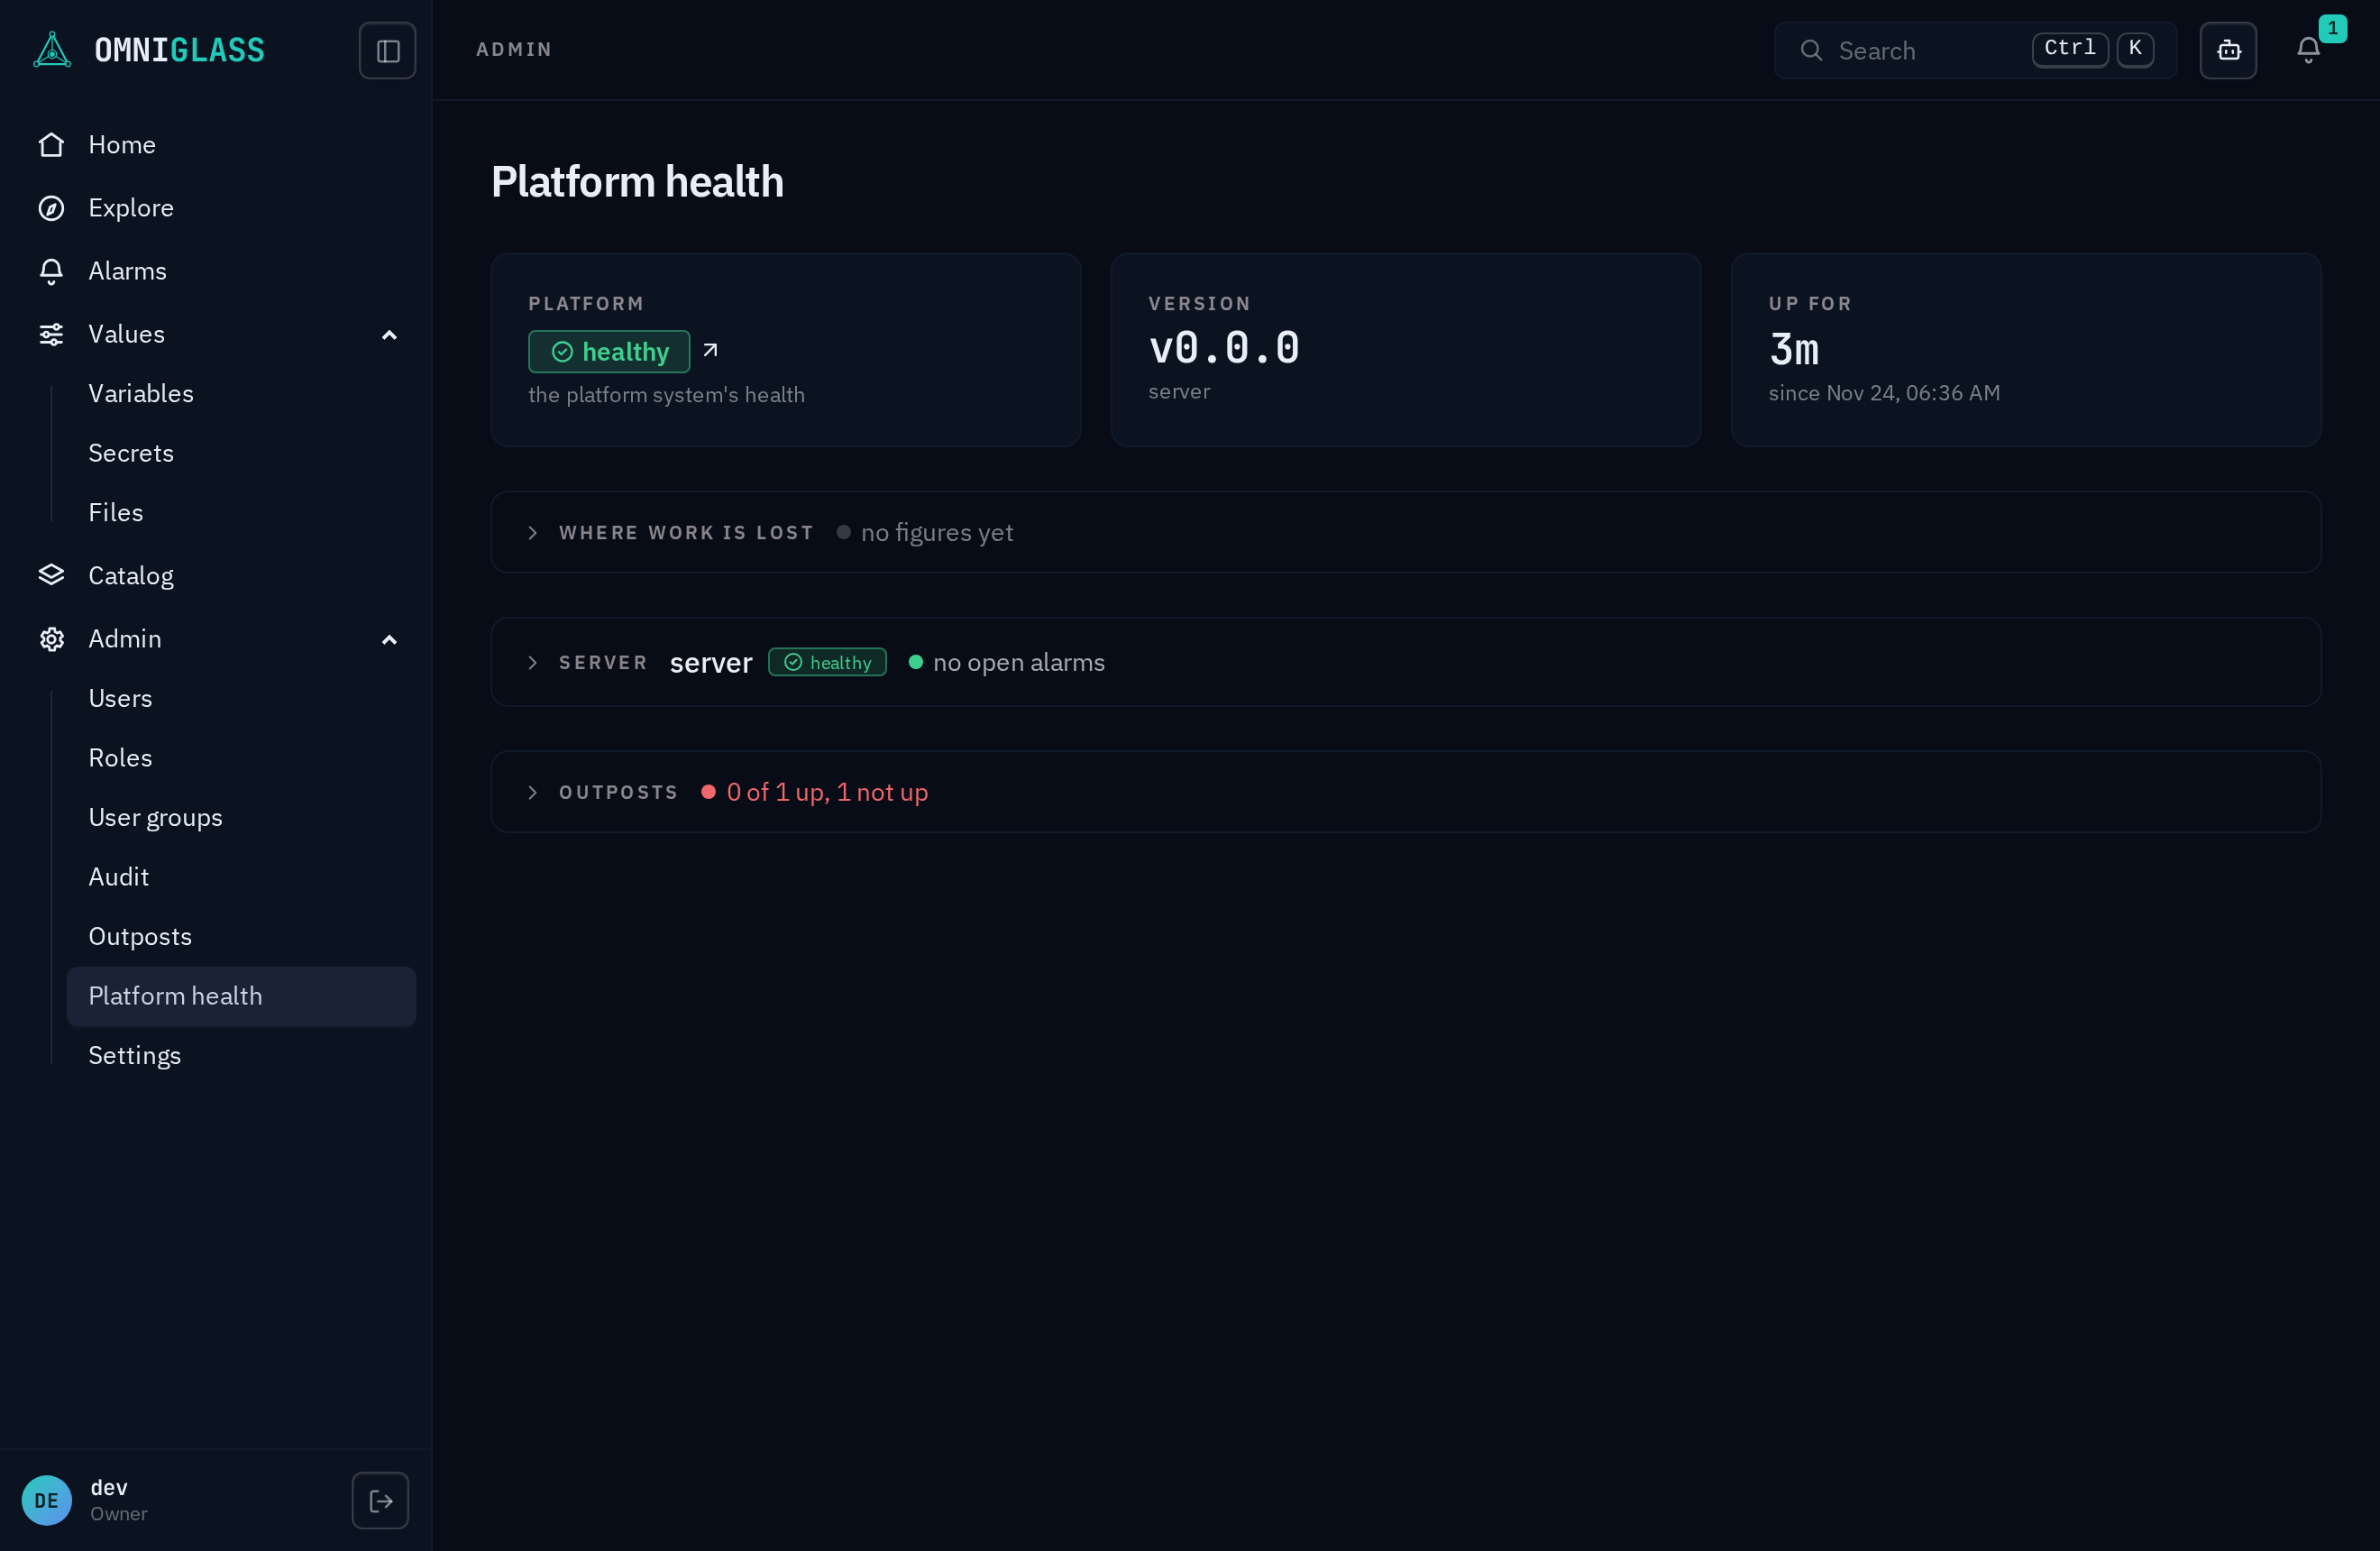 OMNIGLASS
ADMIN
Search
Ctrl K
1
Home
Explore
Alarms
Values
Variables
Secrets
Files
Catalog
Admin
Users
Roles
User groups
Audit
Outposts
Platform health
Settings
DE
dev
Owner
Platform health
PLATFORM
healthy
the platform system's health
VERSION
v0.0.0
server
UP FOR
3m
since Nov 24, 06:36 AM
WHERE WORK IS LOST no figures yet
SERVER server healthy no open alarms
OUTPOSTS 0 of 1 up, 1 not up